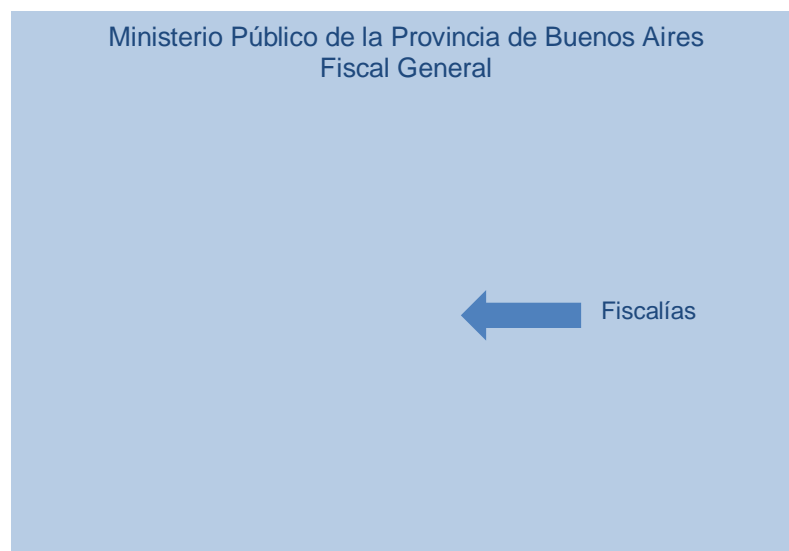 Ministerio Público de la Provincia de Buenos Aires
Fiscal General
Fiscalías